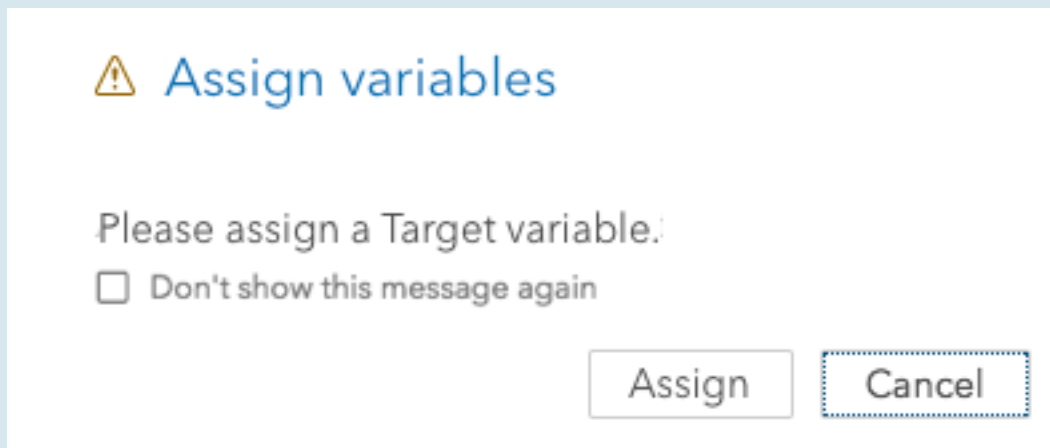 Assign variables
Please assign a Target variable.
Don't show this message again
Assign
Cancel